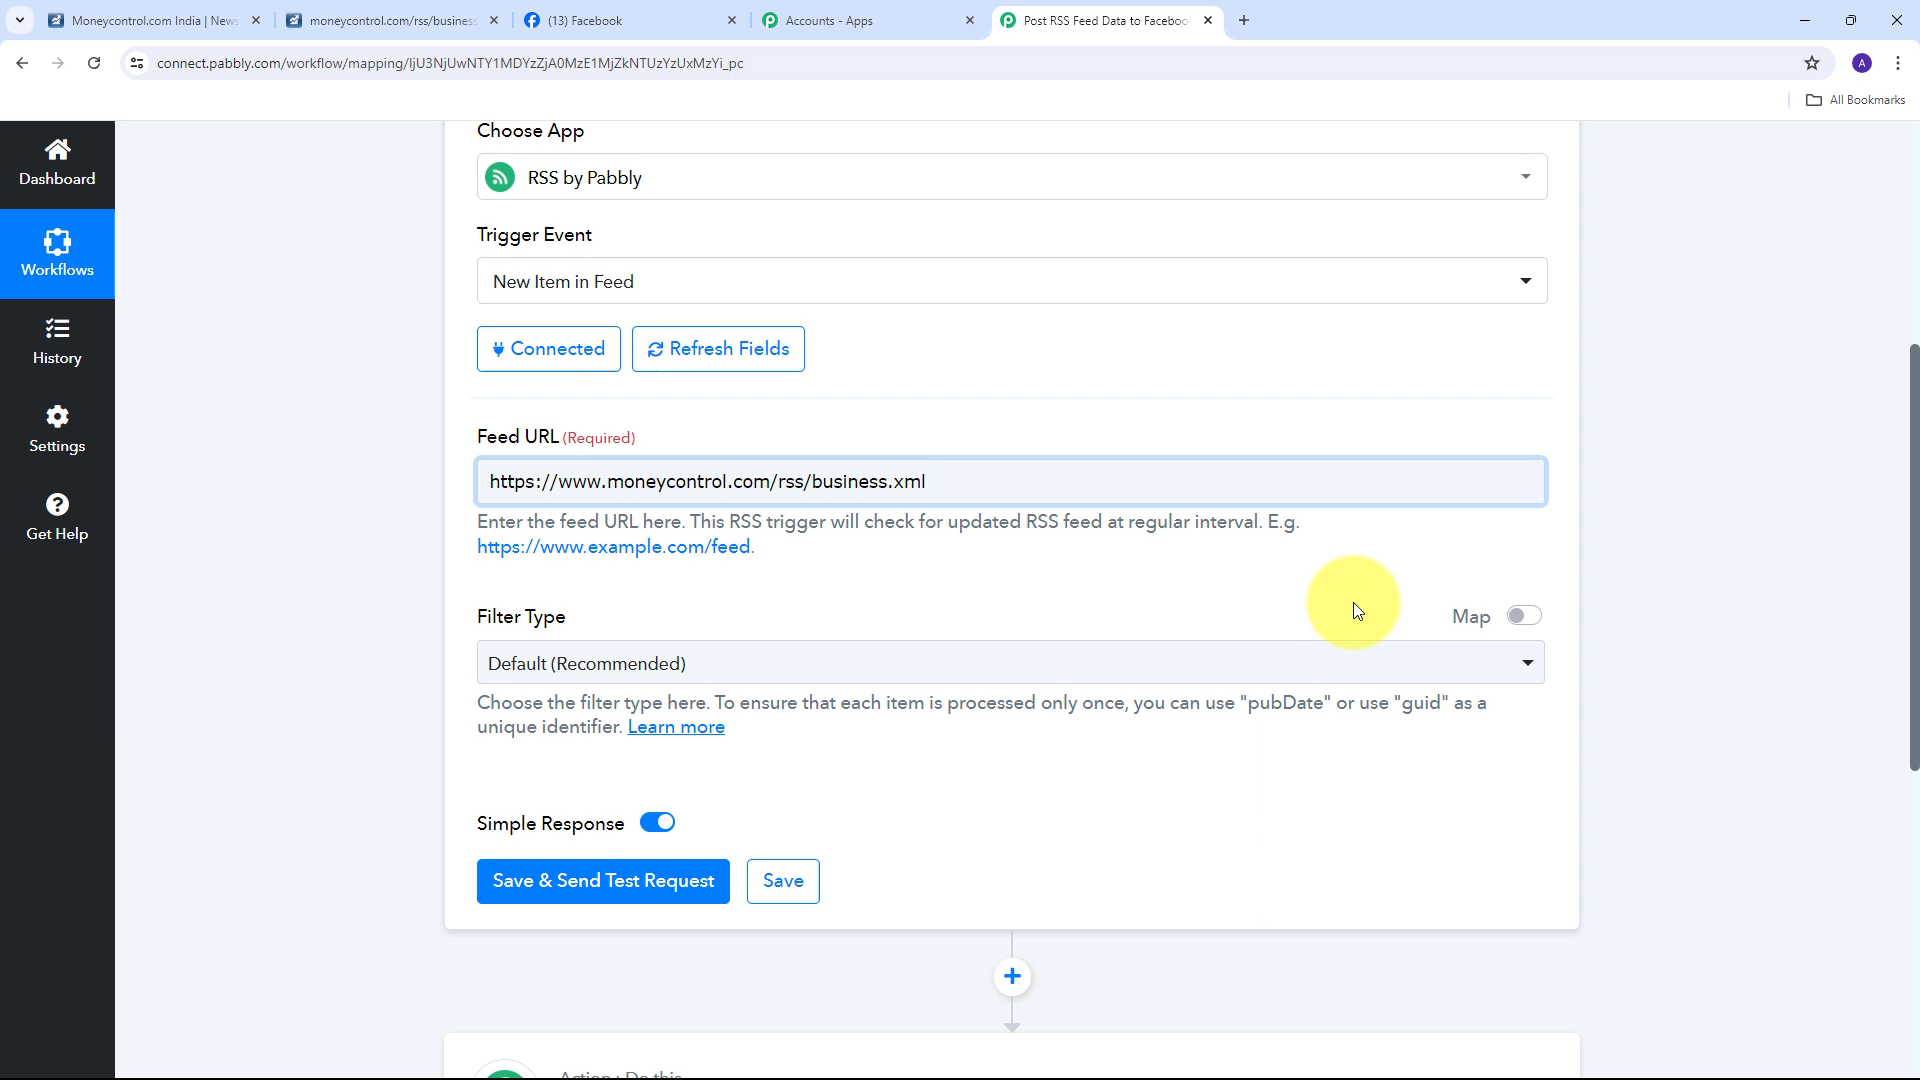 Moneycontrol.com India | News
moneycontrol.com/rss/business
(13) Facebook
Accounts - Apps
Post RSS Feed Data to Facebook
connect.pabbly.com/workflow/mapping/IjU3NjUwNTY1MDYzZjA0MzE1MjZkNTUzYzUxMzYi_pc
A
All Bookmarks
Dashboard
Workflows
History
Settings
Get Help
Choose App
RSS by Pabbly
Trigger Event
New Item in Feed
Connected
Refresh Fields
Feed URL (Required)
https://www.moneycontrol.com/rss/business.xml
Enter the feed URL here. This RSS trigger will check for updated RSS feed at regular interval. E.g.
https://www.example.com/feed.
Filter Type
Map
Default (Recommended)
Choose the filter type here. To ensure that each item is processed only once, you can use "pubDate" or use "guid" as a
unique identifier. Learn more
Simple Response
Save & Send Test Request
Save
+
Action : Do this